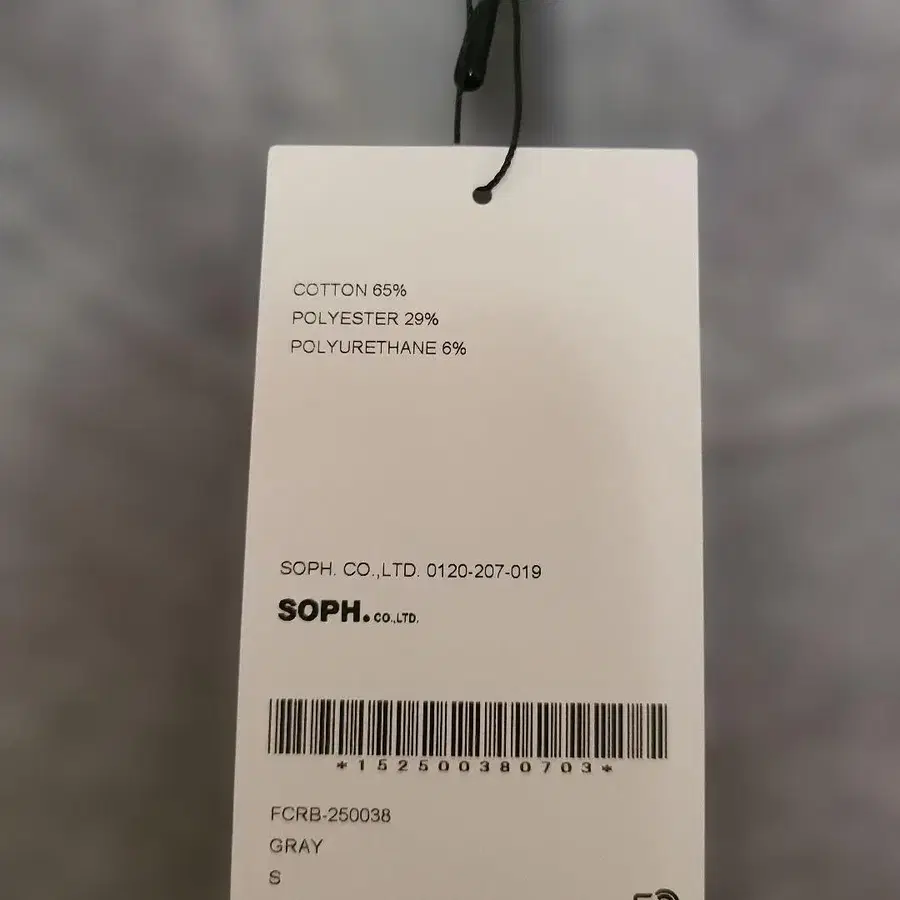 COTTON 65%
POLYESTER 29%
POLYURETHANE 6%
SOPH. CO.,LTD. 0120-207-019
SOPH. CO.,LTD.
*152500380703*
FCRB-250038
GRAY
S